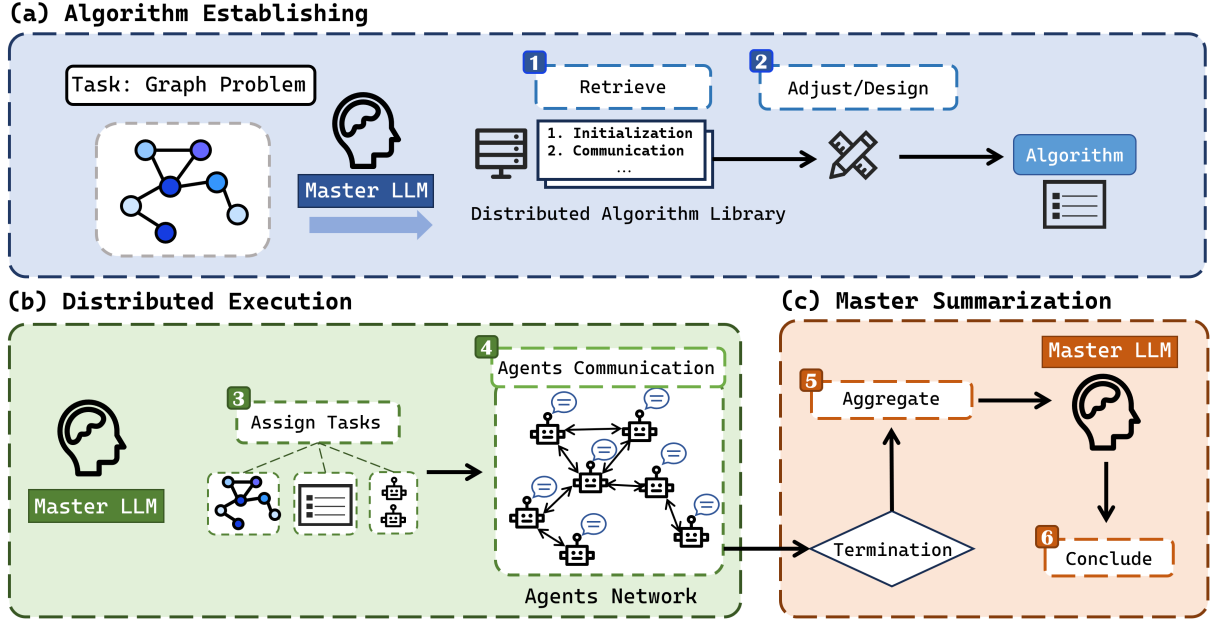 (a) Algorithm Establishing
Task: Graph Problem
Master LLM
1
Retrieve
1. Initialization
2. Communication
...
Distributed Algorithm Library
2
Adjust/Design
Algorithm
(b) Distributed Execution
Master LLM
3
Assign Tasks
4
Agents Communication
Agents Network
(c) Master Summarization
Master LLM
5
Aggregate
Termination
6
Conclude